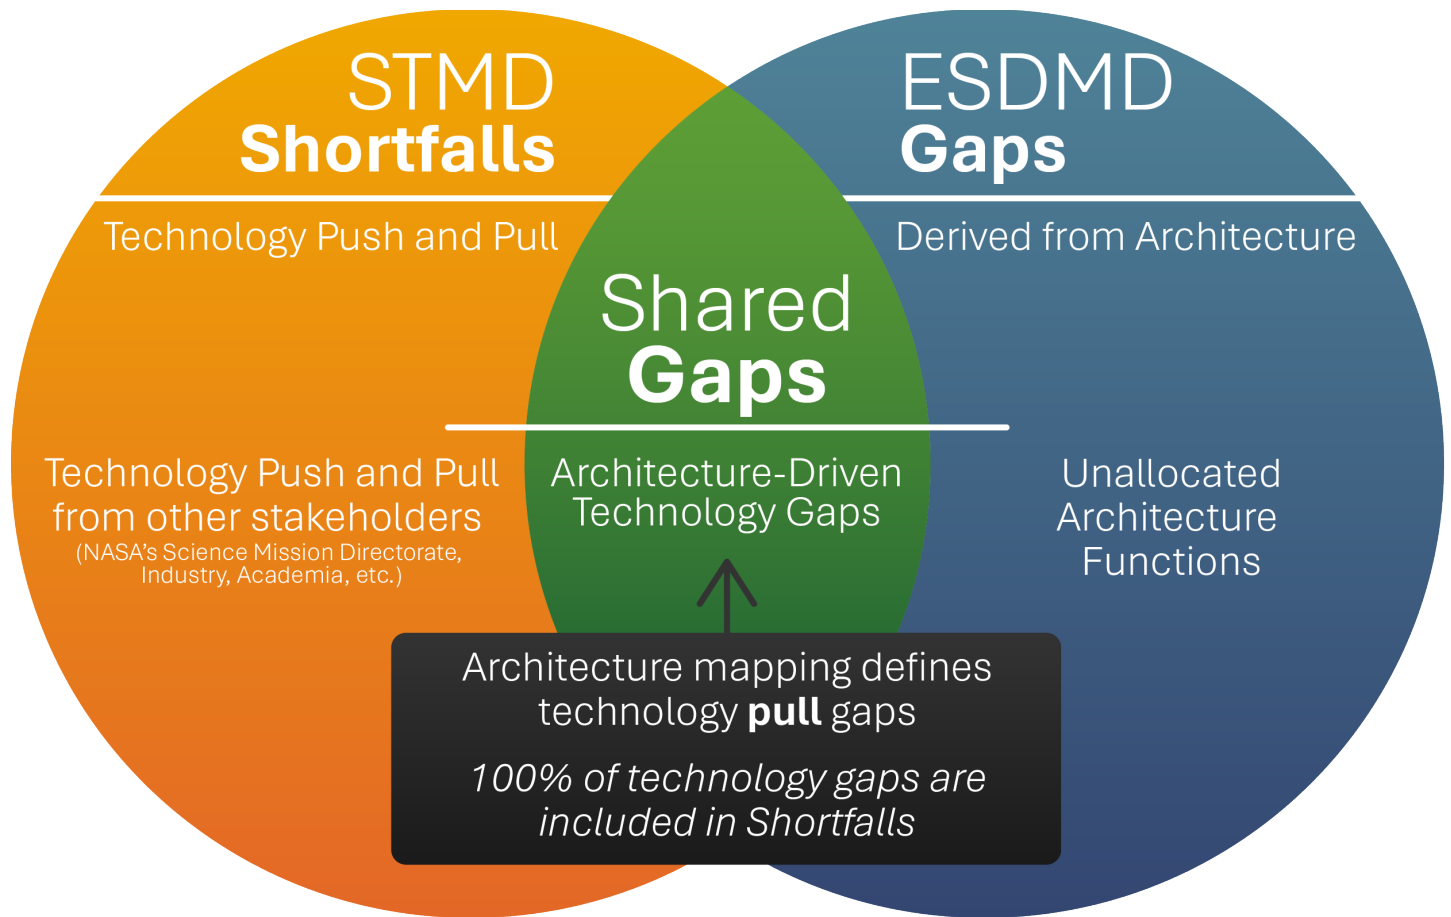 STMD
Shortfalls
Technology Push and Pull
Technology Push and Pull
from other stakeholders
(NASA’s Science Mission Directorate,
Industry, Academia, etc.)
Shared
Gaps
Architecture-Driven
Technology Gaps
ESDMD
Gaps
Derived from Architecture
Unallocated
Architecture
Functions
Architecture mapping defines
technology pull gaps
100% of technology gaps are
included in Shortfalls